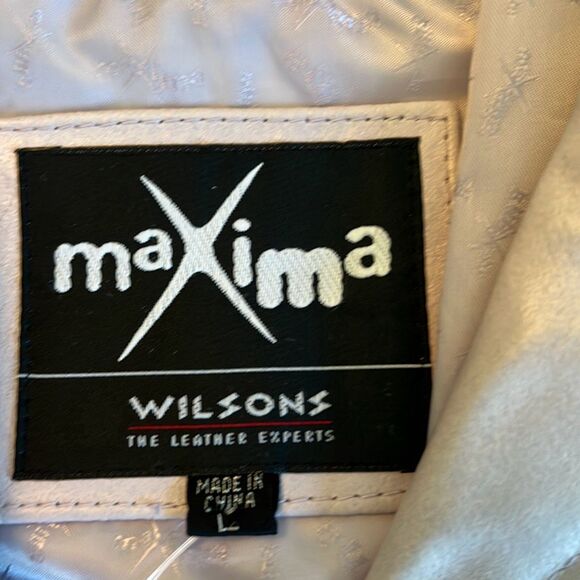 maXima
WILSONS
THE LEATHER EXPERTS
MADE IN
CHINA
L